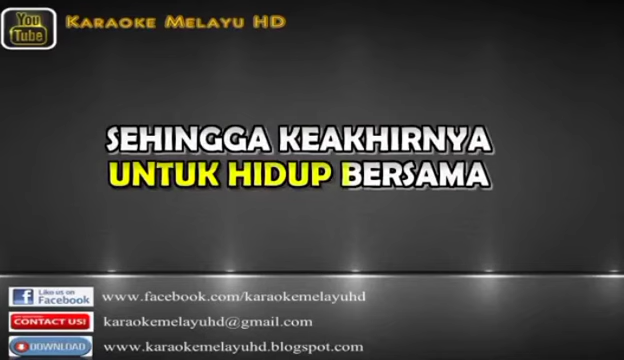 You
Tube
KARAOKE MELAYU HD
SEHINGGA KEAKHIRNYA
UNTUK HIDUP BERSAMA
Like us on
Facebook
www.facebook.com/karaokemelayuhd
CONTACT US!
karaokemelayuhd@gmail.com
DOWNLOAD
www.karaokemelayuhd.blogspot.com